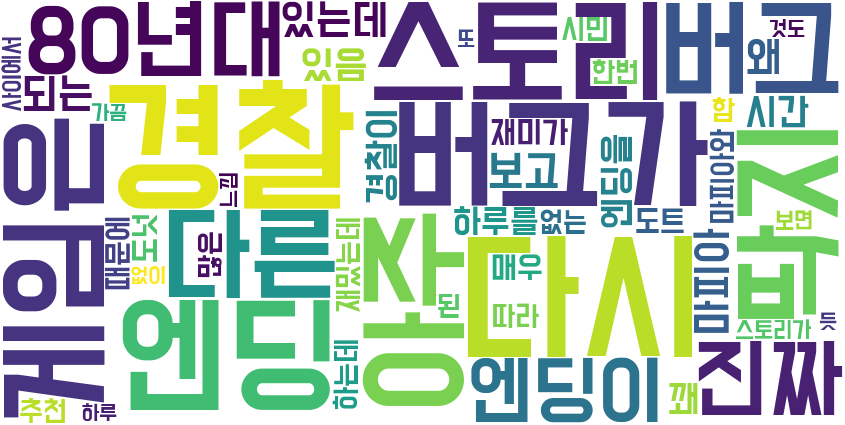 80년대
있는데
스토리
버그
또
시민
왜
것도
사이에서
되는
있음
가끔
한번
경찰
버그가
함
시간
재미가
경찰이
보고
엔딩을
마피아와
지파
게임은
느낌
하루를
없는
도트
보면
때문에
도넛
많은
다른
재밌는데
좡
다시
없이
매우
마피아
된
따라
스토리가
듯
엔딩
하는데
엔딩이
꽤
진짜
추천
하루